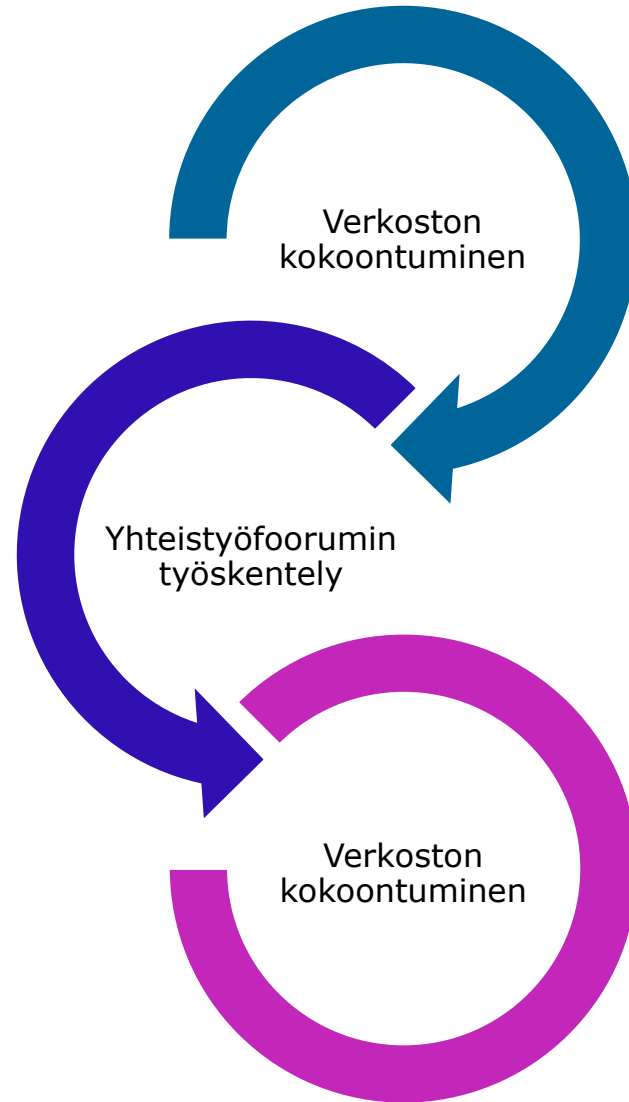 Verkoston
kokoontuminen
Yhteistyöfoorumin
työskentely
Verkoston
kokoontuminen